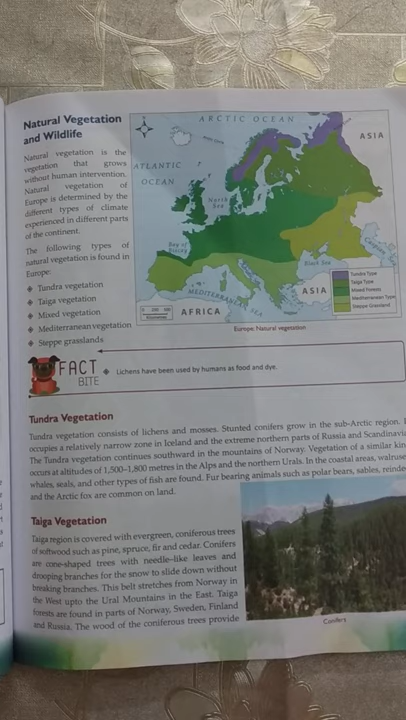 Natural Vegetation
and Wildlife
Natural vegetation is the
vegetation that grows
without human intervention.
Natural vegetation of
Europe is determined by the
different types of climate
experienced in different parts
of the continent.
The following types of
natural vegetation is found in
Europe:
Tundra vegetation
Taiga vegetation
Mixed vegetation
Mediterranean vegetation
Steppe grasslands
ARCTIC OCEAN
ASIA
ATLANTIC
OCEAN
North
Sea
Bay of
Biscay
Black Sea
Caspian
MEDITERRANEAN SEA
ASIA
AFRICA
Tundra Type
Taiga Type
Mixed Forests
Mediterranean Type
Steppe Grassland
Kilometres
Europe: Natural vegetation
FACT
BITE
Lichens have been used by humans as food and dye.
Tundra Vegetation
Tundra vegetation consists of lichens and mosses. Stunted conifers grow in the sub-Arctic region.
occupies a relatively narrow zone in Iceland and the extreme northern parts of Russia and Scandinavi
The Tundra vegetation continues southward in the mountains of Norway. Vegetation of a similar kin
occurs at altitudes of 1,500–1,800 metres in the Alps and the northern Urals. In the coastal areas, walruse
whales, seals, and other types of fish are found. Fur bearing animals such as polar bears, sables, reinde
and the Arctic fox are common on land.
Taiga Vegetation
Taiga region is covered with evergreen, coniferous trees
of softwood such as pine, spruce, fir and cedar. Conifers
are cone-shaped trees with needle-like leaves and
drooping branches for the snow to slide down without
breaking branches. This belt stretches from Norway in
the West upto the Ural Mountains in the East. Taiga
forests are found in parts of Norway, Sweden, Finland
and Russia. The wood of the coniferous trees provide
Conifers